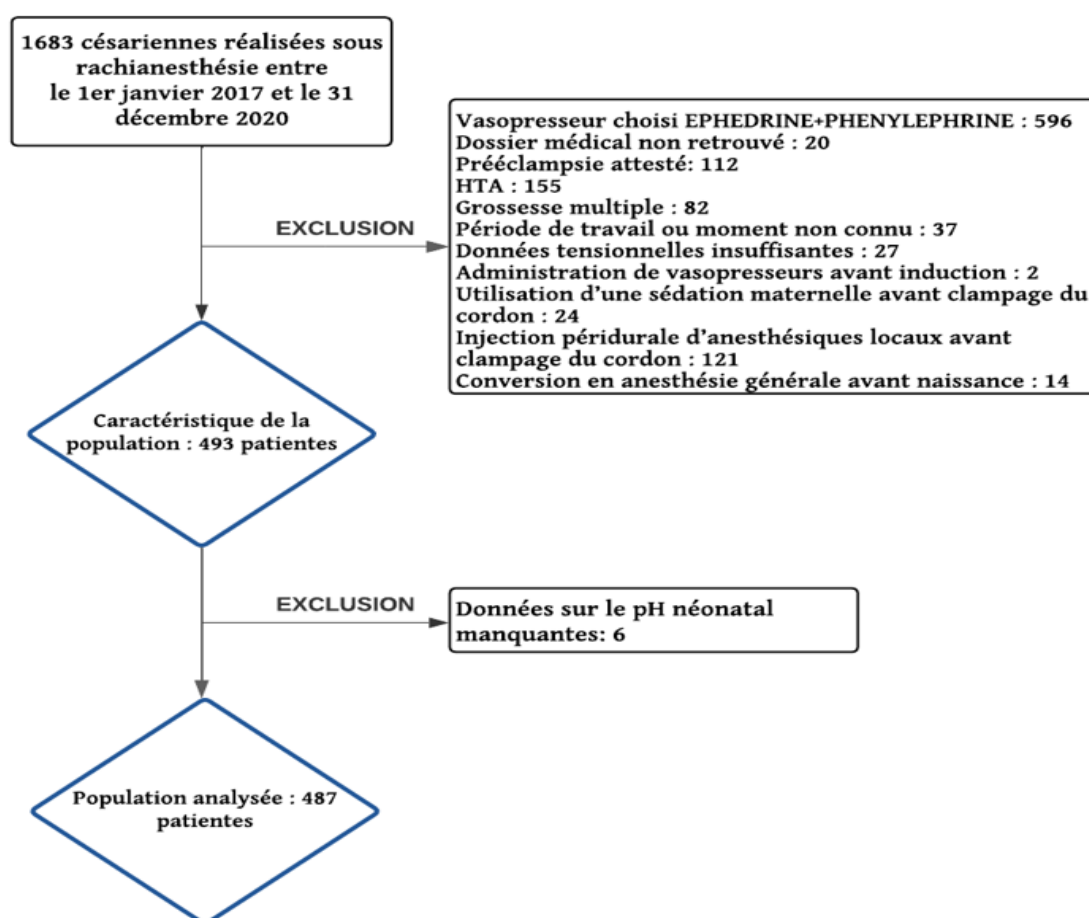 1683 césariennes réalisées sous
rachianesthésie entre
le 1er janvier 2017 et le 31
décembre 2020
Vasopresseur choisi EPHEDRINE+PHENYLEPHRINE : 596
Dossier médical non retrouvé : 20
Prééclampsie attesté: 112
HTA : 155
Grossesse multiple : 82
Période de travail ou moment non connu : 37
Données tensionnelles insuffisantes : 27
Administration de vasopresseurs avant induction : 2
Utilisation d'une sédation maternelle avant clampage du
cordon : 24
Injection péridurale d'anesthésiques locaux avant
clampage du cordon : 121
Conversion en anesthésie générale avant naissance : 14
EXCLUSION
Caractéristique de la
population : 493 patientes
EXCLUSION
Données sur le pH néonatal
manquantes: 6
Population analysée : 487
patientes